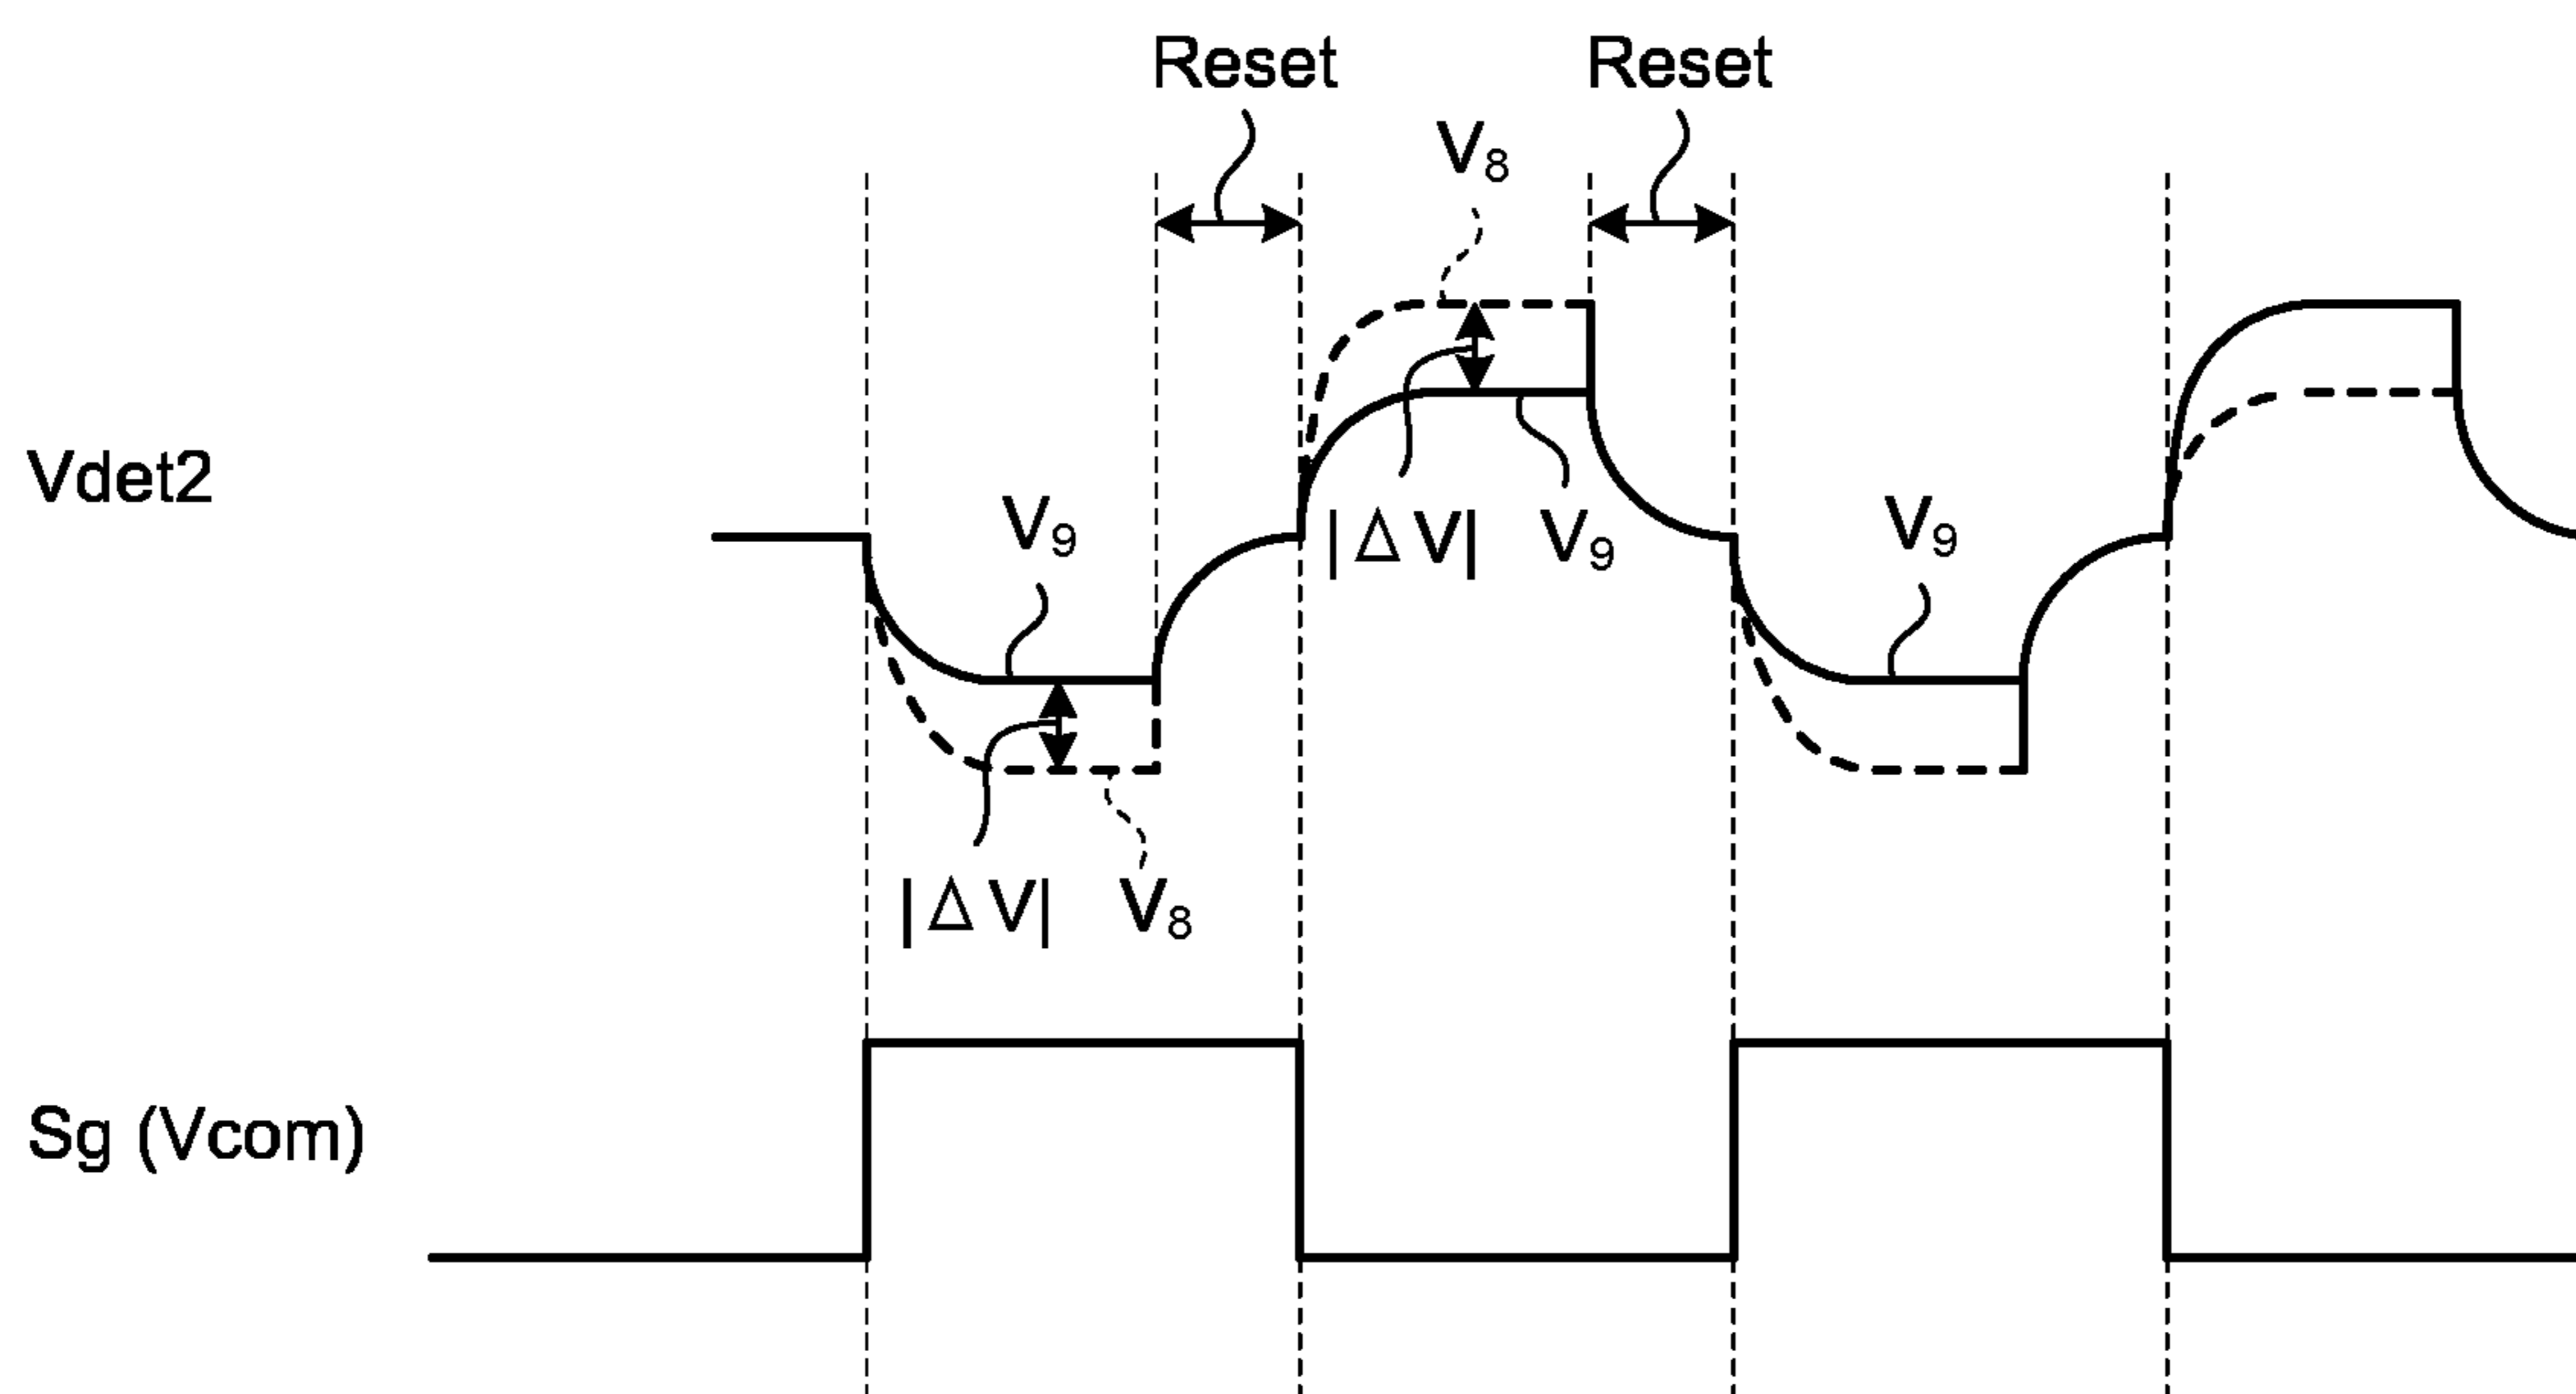 Reset
Reset
V8
Vdet2
V9
|ΔV|
V9
V9
|ΔV|
V8
Sg (Vcom)